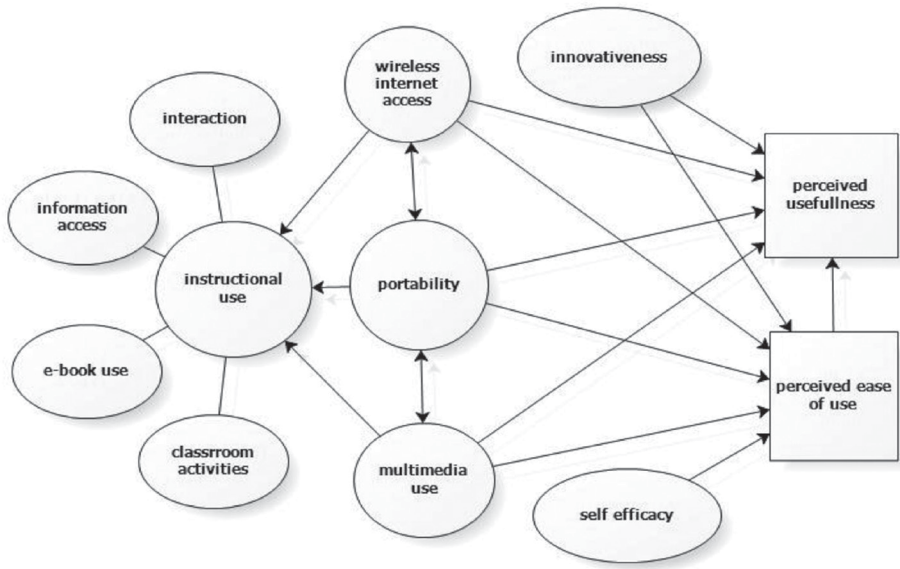 wireless
internet
access
innovativeness
interaction
perceived
usefullness
information
access
instructional
use
portability
e-book use
perceived ease
of use
classrroom
activities
multimedia
use
self efficacy